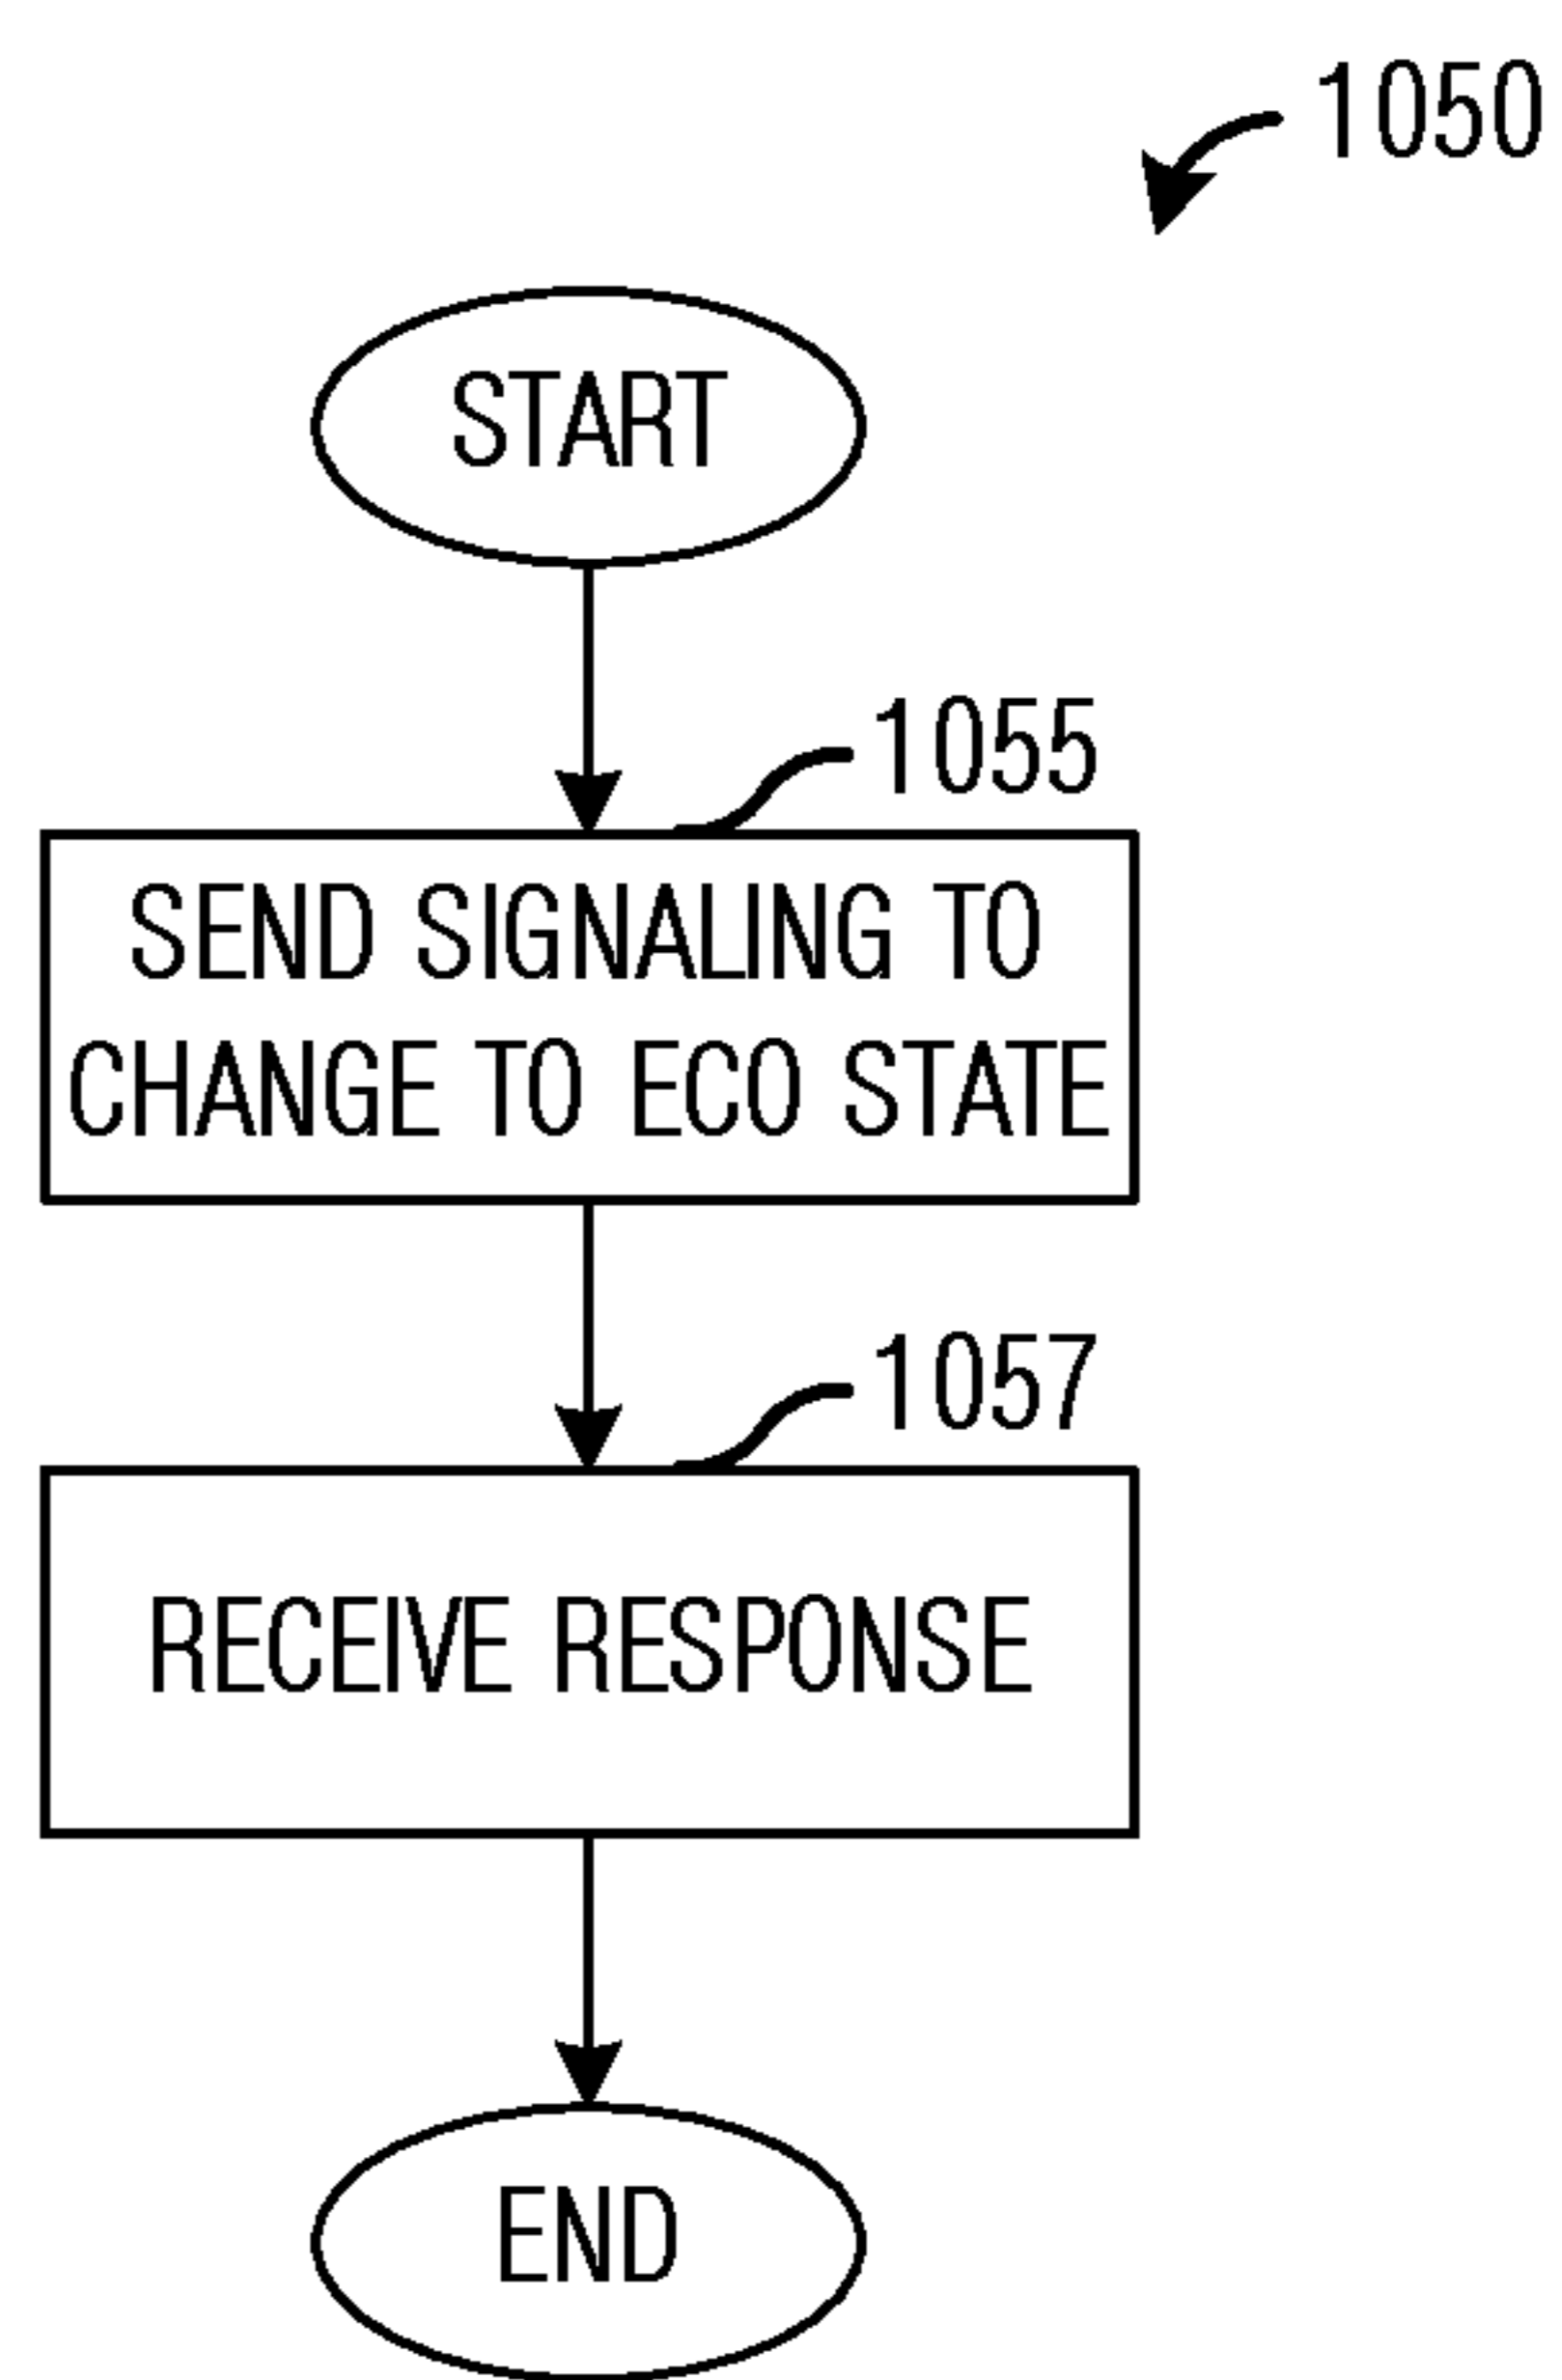 1050
START
1055
SEND SIGNALING TO
CHANGE TO ECO STATE
1057
RECEIVE RESPONSE
END